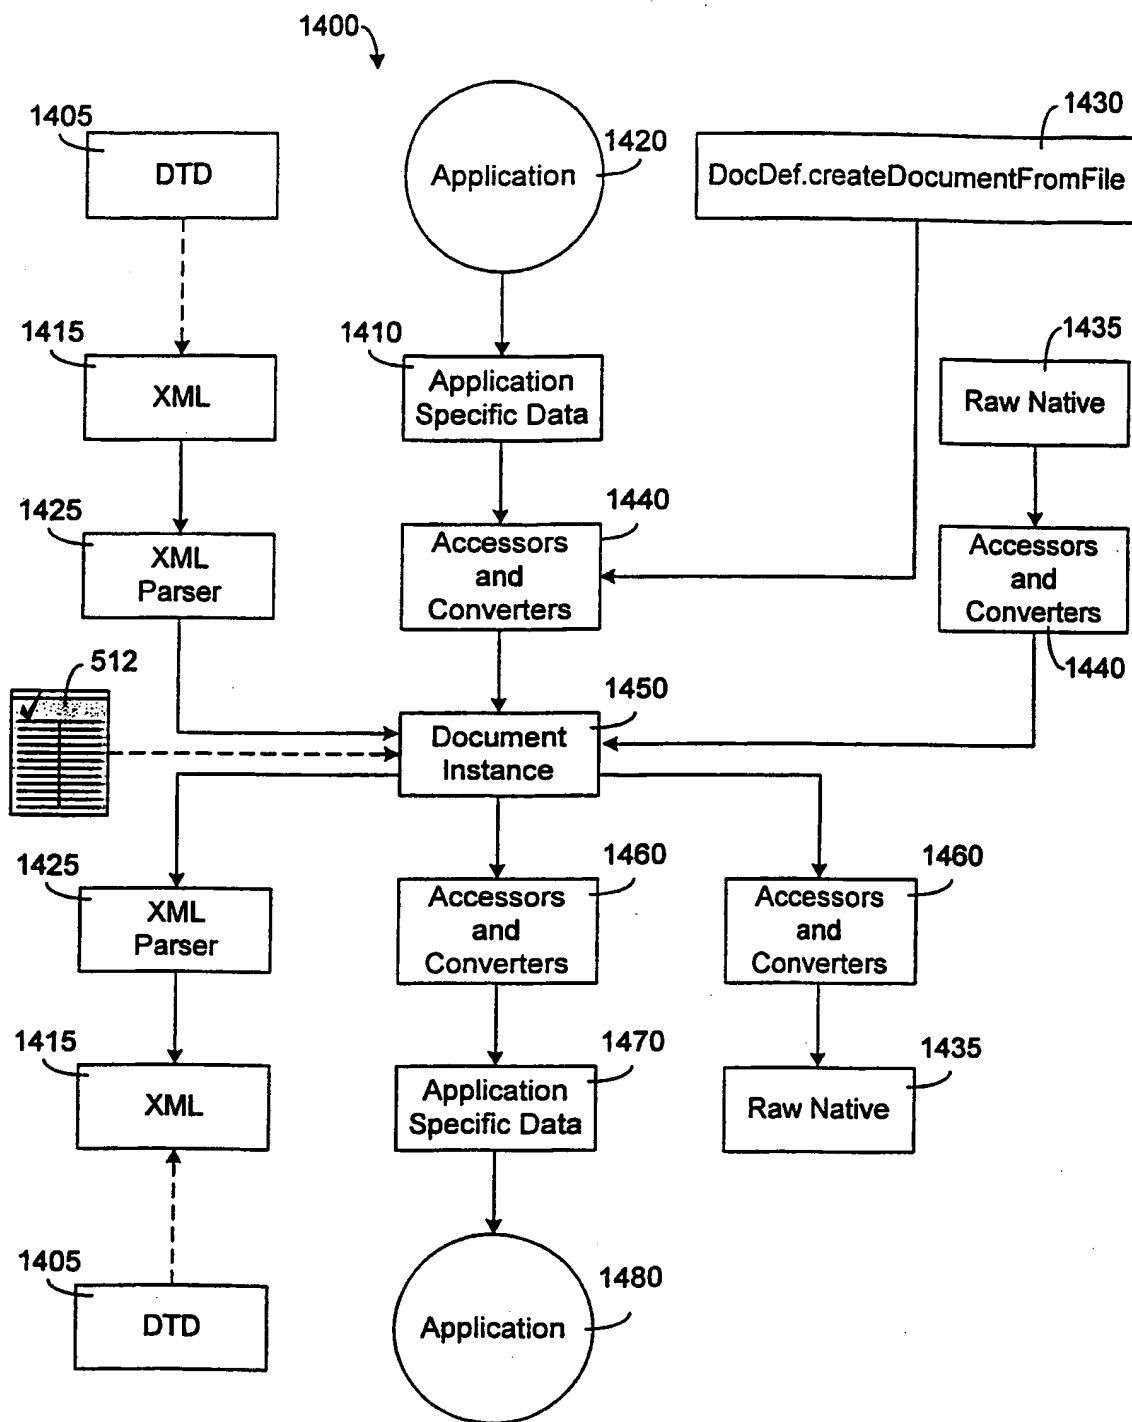 1400
1405
DTD
Application
1420
1430
DocDef.createDocumentFromFile
1415
XML
1410
Application
Specific Data
1435
Raw Native
1425
XML
Parser
1440
Accessors
and
Converters
Accessors
and
Converters
1440
512
1450
Document
Instance
1425
XML
Parser
1460
Accessors
and
Converters
1460
Accessors
and
Converters
1415
XML
1470
Application
Specific Data
1435
Raw Native
1405
DTD
1480
Application